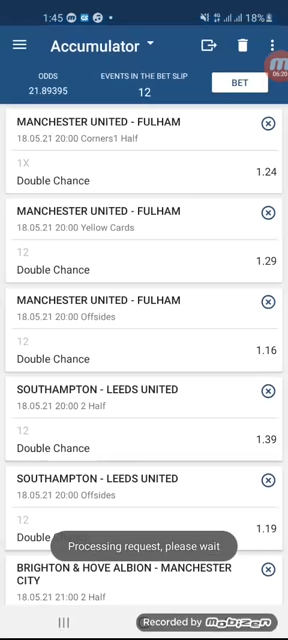 1:45
18%
Accumulator
06:20
ODDS
21.89395
EVENTS IN THE BET SLIP
12
BET
MANCHESTER UNITED - FULHAM
18.05.21 20:00 Corners1 Half
1X
Double Chance
1.24
MANCHESTER UNITED - FULHAM
18.05.21 20:00 Yellow Cards
12
Double Chance
1.29
MANCHESTER UNITED - FULHAM
18.05.21 20:00 Offsides
12
Double Chance
1.16
SOUTHAMPTON - LEEDS UNITED
18.05.21 20:00 2 Half
12
Double Chance
1.39
SOUTHAMPTON - LEEDS UNITED
18.05.21 20:00 Offsides
12
1.19
Processing request, please wait
BRIGHTON & HOVE ALBION - MANCHESTER
CITY
18.05.21 21:00 2 Half
Recorded by Mobizen